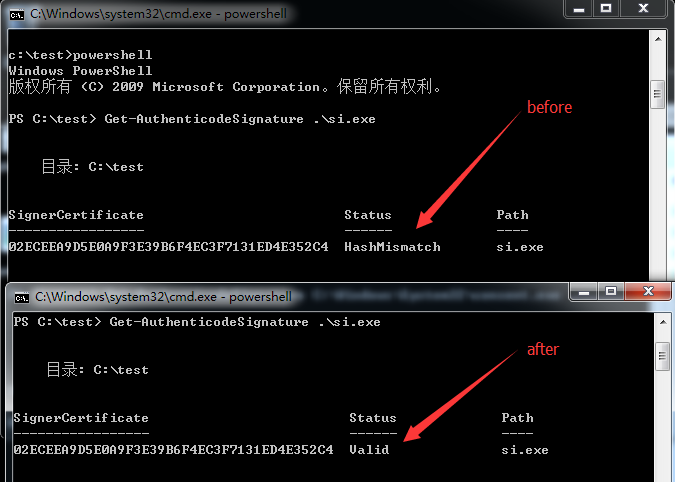 C:\Windows\system32\cmd.exe - powershell
c:\test>powershell
Windows PowerShell
版权所有 (C) 2009 Microsoft Corporation。保留所有权利。
PS C:\test> Get-AuthenticodeSignature .\si.exe
before
目录: C:\test
SignerCertificate Status Path
----------------- ------ ----
02ECEEA9D5E0A9F3E39B6F4EC3F7131ED4E352C4 HashMismatch si.exe
C:\Windows\system32\cmd.exe - powershell
PS C:\test> Get-AuthenticodeSignature .\si.exe
after
目录: C:\test
SignerCertificate Status Path
----------------- ------ ----
02ECEEA9D5E0A9F3E39B6F4EC3F7131ED4E352C4 Valid si.exe